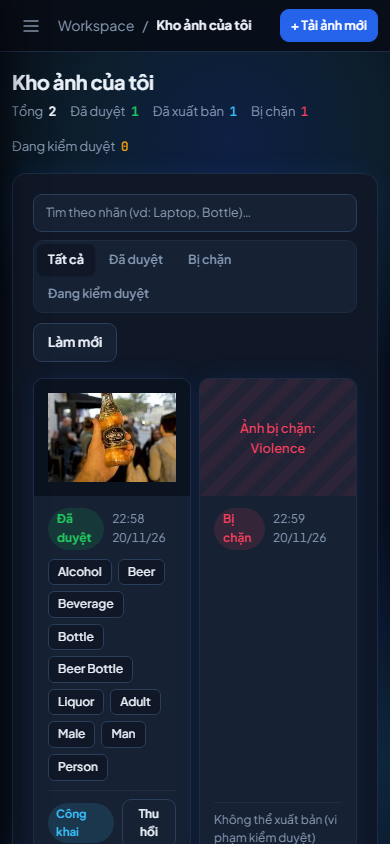 Workspace / Kho ảnh của tôi
+ Tải ảnh mới
Kho ảnh của tôi
Tổng 2 Đã duyệt 1 Đã xuất bản 1 Bị chặn 1
Đang kiểm duyệt 0
Tìm theo nhãn (vd: Laptop, Bottle)...
Tất cả Đã duyệt Bị chặn
Đang kiểm duyệt
Làm mới
Đã
duyệt
22:58
20/11/26
Alcohol Beer
Beverage
Bottle
Beer Bottle
Liquor Adult
Male Man
Person
Công
khai
Thu
hồi
Ảnh bị chặn:
Violence
Bị
chặn
22:59
20/11/26
Không thể xuất bản (vi
phạm kiểm duyệt)